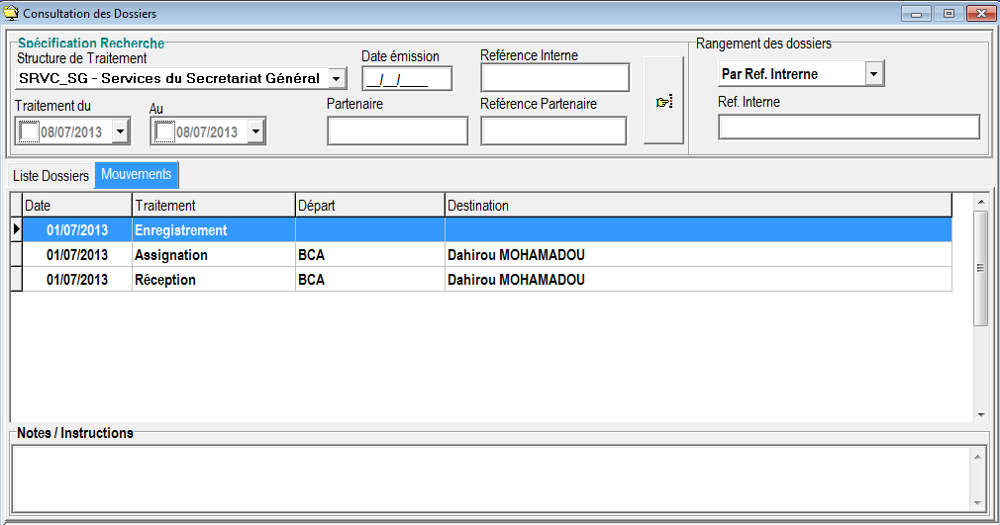 Consultation des Dossiers
Spécification Recherche
Structure de Traitement
Date émission
Reférence Interne
Rangement des dossiers
SRVC_SG - Services du Secretariat Général
__/__/____
Par Ref. Intrerne
Traitement du
Au
Partenaire
Reférence Partenaire
Ref. Interne
08/07/2013
08/07/2013
Liste Dossiers
Mouvements
Date Traitement Départ Destination
01/07/2013 Enregistrement
01/07/2013 Assignation BCA Dahirou MOHAMADOU
01/07/2013 Réception BCA Dahirou MOHAMADOU
Notes / Instructions